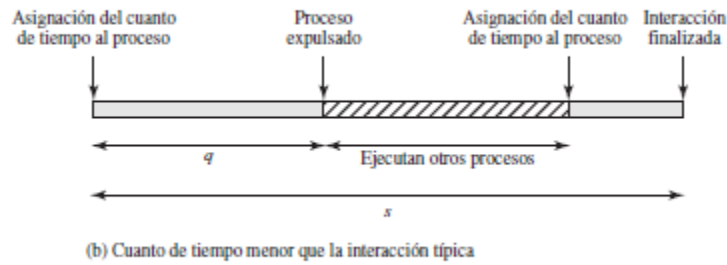 Asignación del cuanto
de tiempo al proceso
Proceso
expulsado
Asignación del cuanto
de tiempo al proceso
Interacción
finalizada
q
Ejecutan otros procesos
s
(b) Cuanto de tiempo menor que la interacción típica